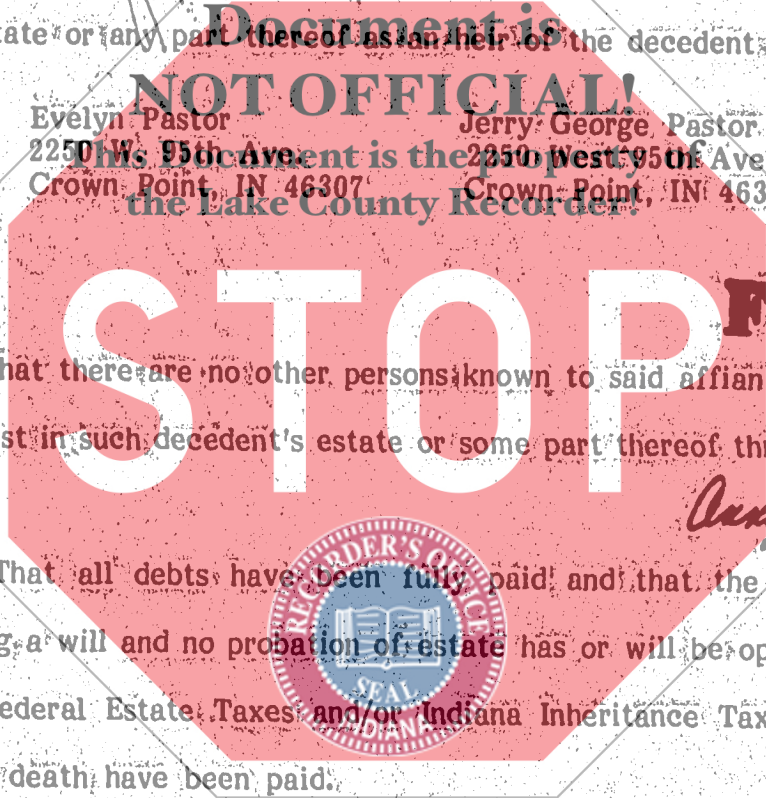 Document is
ate or any part thereof as an heir of the decedent
NOT OFFICIAL!
Evelyn Pastor Jerry George Pastor
This Document is the property of
2250 W. 95th Ave. 2250 West 95th Ave
Crown Point, IN 46307 Crown Point, IN 463
the Lake County Recorder!
STOP
F
hat there are no other persons known to said affian
st in such decedent's estate or some part thereof thr
That all debts have been fully paid and that the
RECORDER'S OFFICE
g a will and no probation of estate has or will be op
SEAL
ederal Estate Taxes and/or Indiana Inheritance Tax
INDIANA
death have been paid.